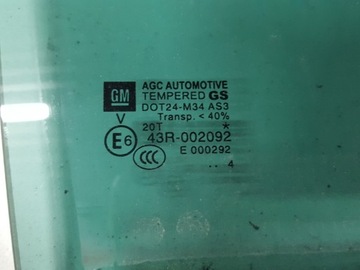 GM
AGC AUTOMOTIVE
TEMPERED GS
DOT24-M34 AS3
Transp. < 40%
V
20T *
E6 43R-002092
CCC E 000292
.. 4